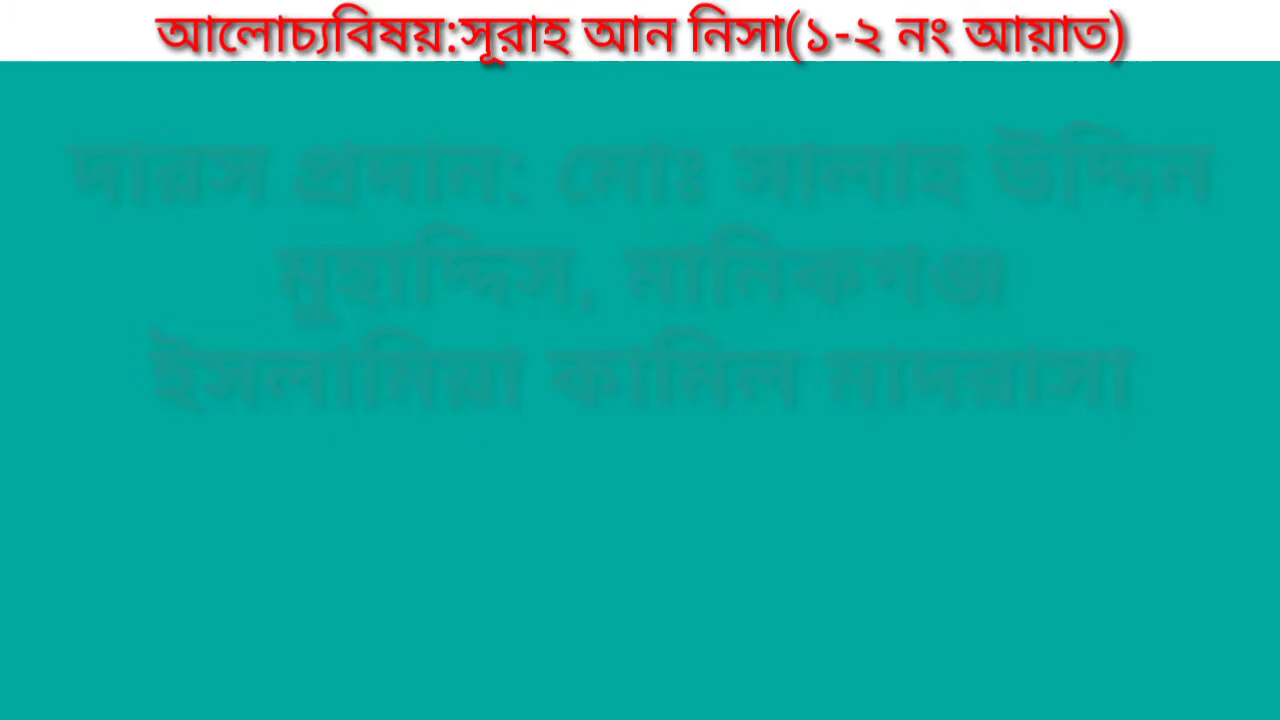 আলোচ্যবিষয়:সূরাহ আন নিসা(১-২ নং আয়াত)
দারস প্রদান: মোঃ সালাহ উদ্দিন
মুহাদ্দিস, মানিকগঞ্জ
ইসলামিয়া কামিল মাদরাসা